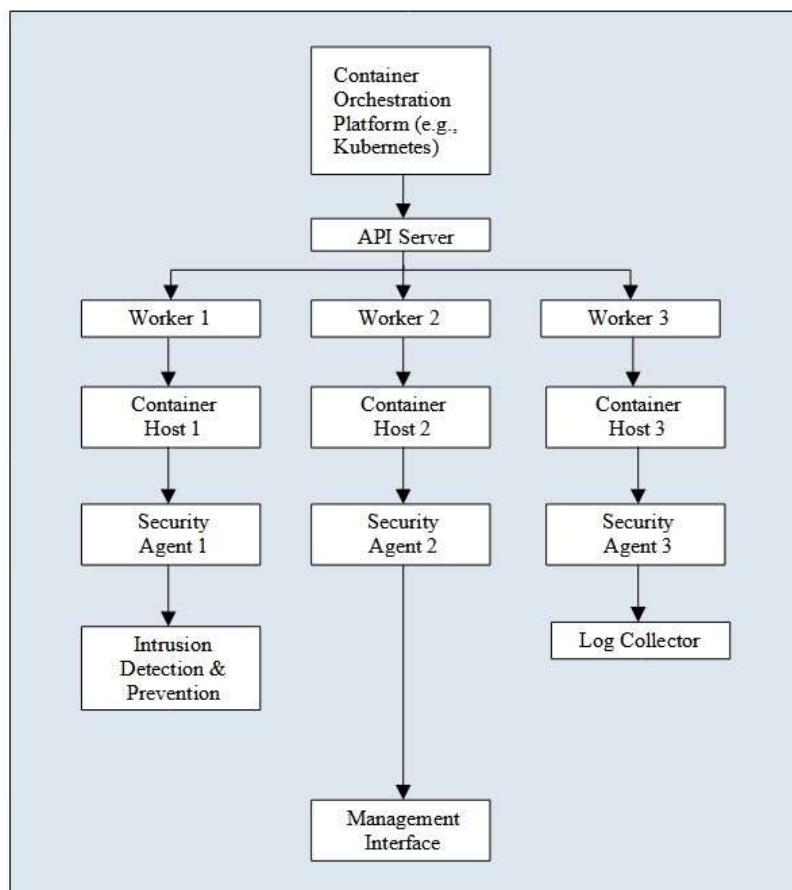 Container
Orchestration
Platform (e.g.,
Kubernetes)
API Server
Worker 1
Worker 2
Worker 3
Container
Host 1
Container
Host 2
Container
Host 3
Security
Agent 1
Security
Agent 2
Security
Agent 3
Intrusion
Detection &
Prevention
Log Collector
Management
Interface